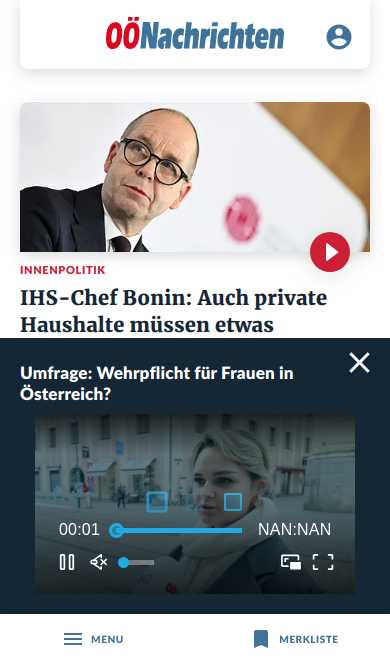 OÖNachrichten
INNENPOLITIK
IHS-Chef Bonin: Auch private
Haushalte müssen etwas
Umfrage: Wehrpflicht für Frauen in
Österreich?
00:01
NAN:NAN
MENU
MERKLISTE